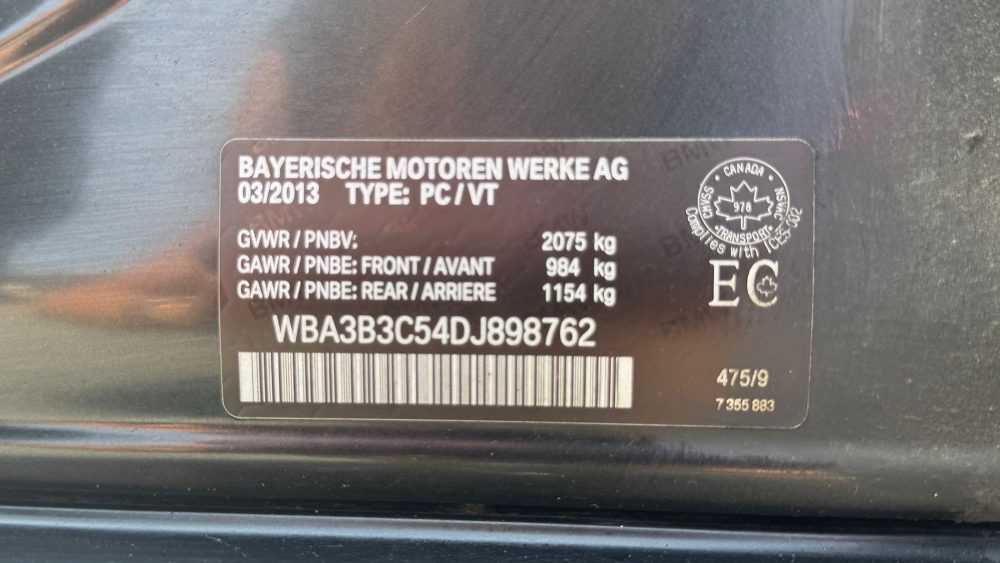 BAYERISCHE MOTOREN WERKE AG
03/2013 TYPE: PC/VT
GVWR/PNBV: 2075 kg
GAWR/PNBE: FRONT/AVANT 984 kg
GAWR/PNBE: REAR/ARRIERE 1154 kg
WBA3B3C54DJ898762
• CANADA •
CMVSS
NSVAC
978
•TRANSPORT•
Complies with ICES-002
EC
475/9
7 355 883